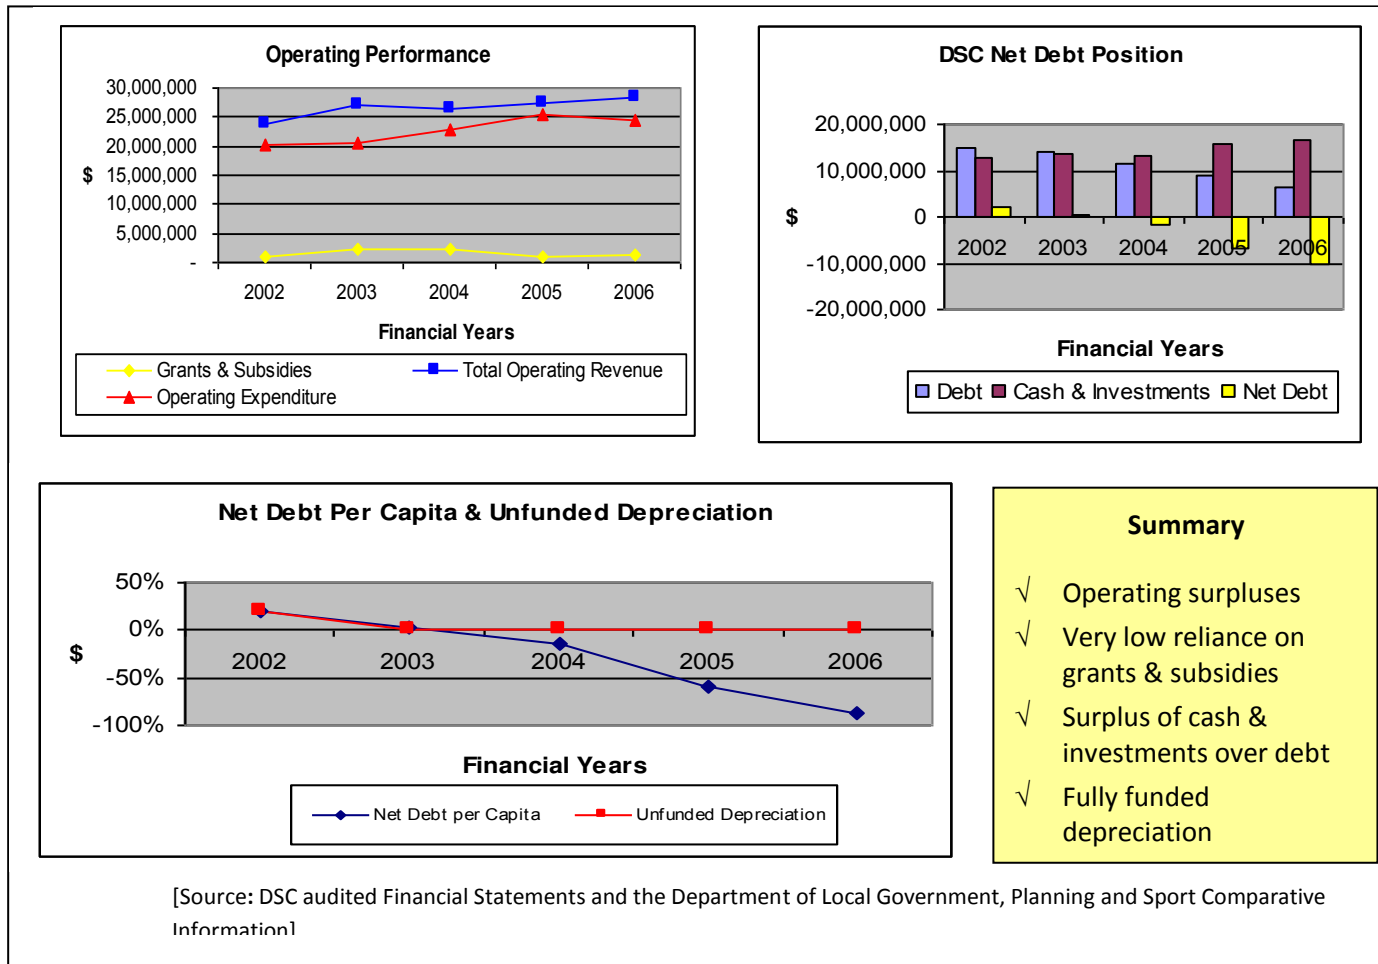 Operating Performance
30,000,000
25,000,000
20,000,000
15,000,000
$
10,000,000
5,000,000
-
2002 2003 2004 2005 2006
Financial Years
Grants & Subsidies Total Operating Revenue
Operating Expenditure
DSC Net Debt Position
20,000,000
10,000,000
$ 0
2002 2003 2004 2005 2006
-10,000,000
-20,000,000
Financial Years
Debt Cash & Investments Net Debt
Net Debt Per Capita & Unfunded Depreciation
50%
0%
$ 2002 2003 2004 2005 2006
-50%
-100%
Financial Years
Net Debt per Capita Unfunded Depreciation
Summary
√ Operating surpluses
√ Very low reliance on
grants & subsidies
√ Surplus of cash &
investments over debt
√ Fully funded
depreciation
[Source: DSC audited Financial Statements and the Department of Local Government, Planning and Sport Comparative
Information]